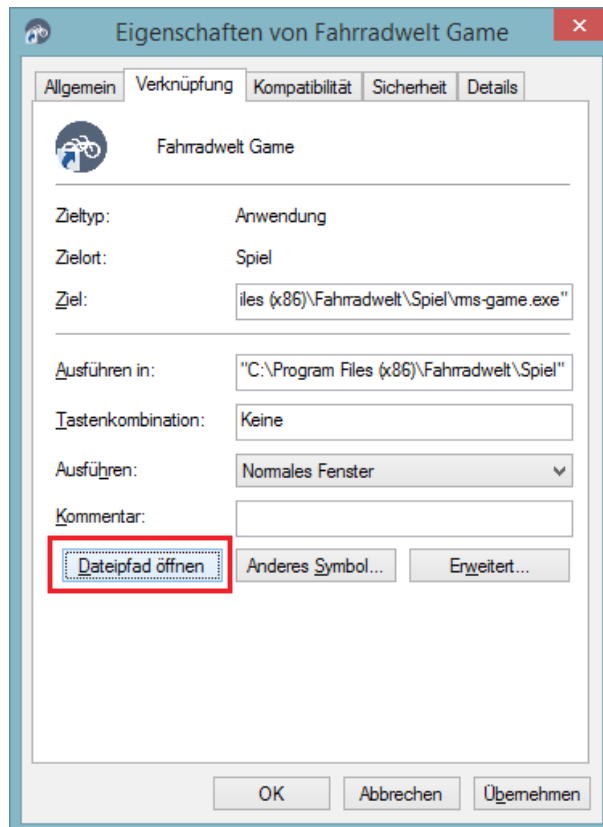 Eigenschaften von Fahrradwelt Game
Allgemein Verknüpfung Kompatibilität Sicherheit Details
Fahrradwelt Game
Zieltyp: Anwendung
Zielort: Spiel
Ziel: iles (x86)\Fahrradwelt\Spiel\rms-game.exe"
Ausführen in: "C:\Program Files (x86)\Fahrradwelt\Spiel"
Tastenkombination: Keine
Ausführen: Normales Fenster
Kommentar:
Dateipfad öffnen Anderes Symbol... Erweitert...
OK Abbrechen Übernehmen